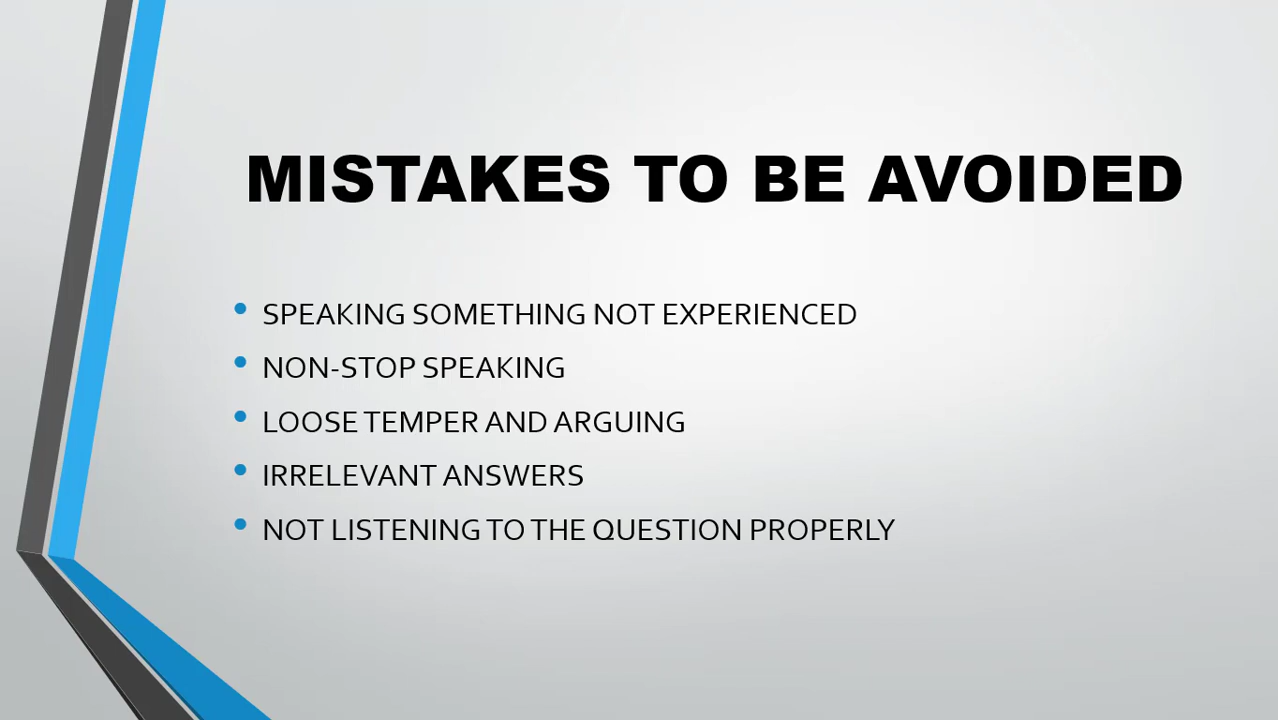 MISTAKES TO BE AVOIDED
• SPEAKING SOMETHING NOT EXPERIENCED
• NON-STOP SPEAKING
• LOOSE TEMPER AND ARGUING
• IRRELEVANT ANSWERS
• NOT LISTENING TO THE QUESTION PROPERLY